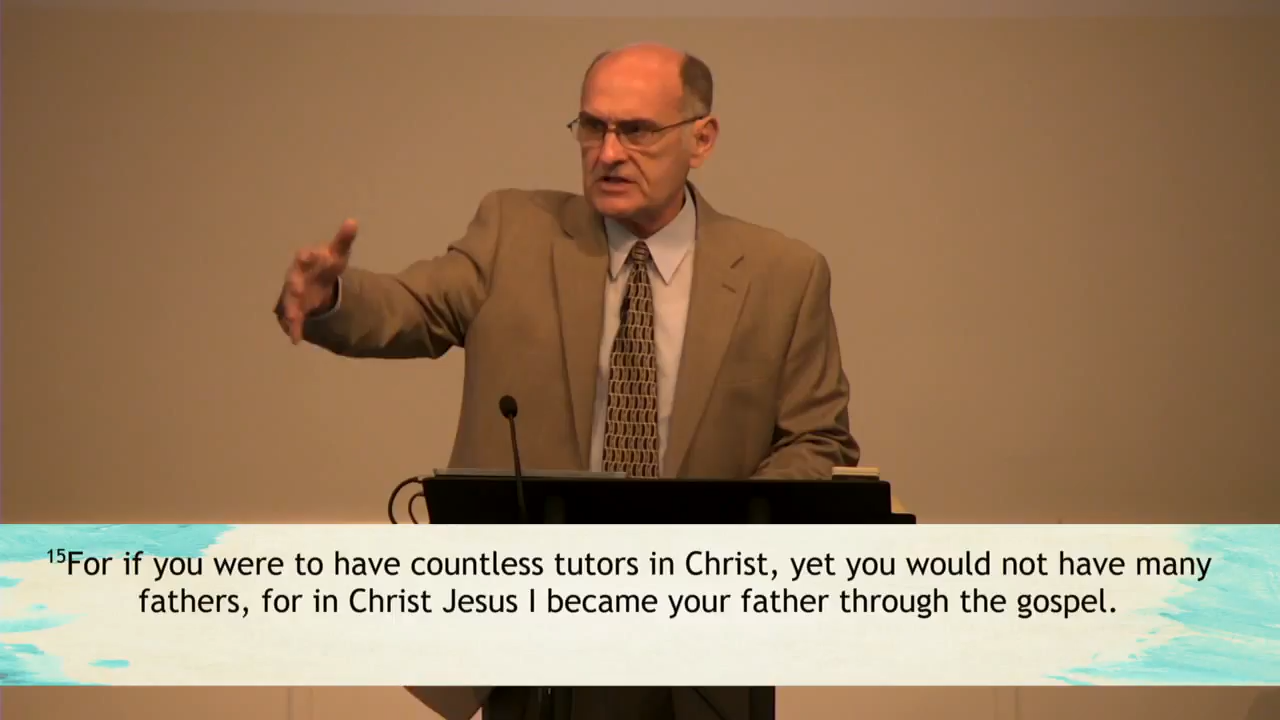 15For if you were to have countless tutors in Christ, yet you would not have many
fathers, for in Christ Jesus I became your father through the gospel.